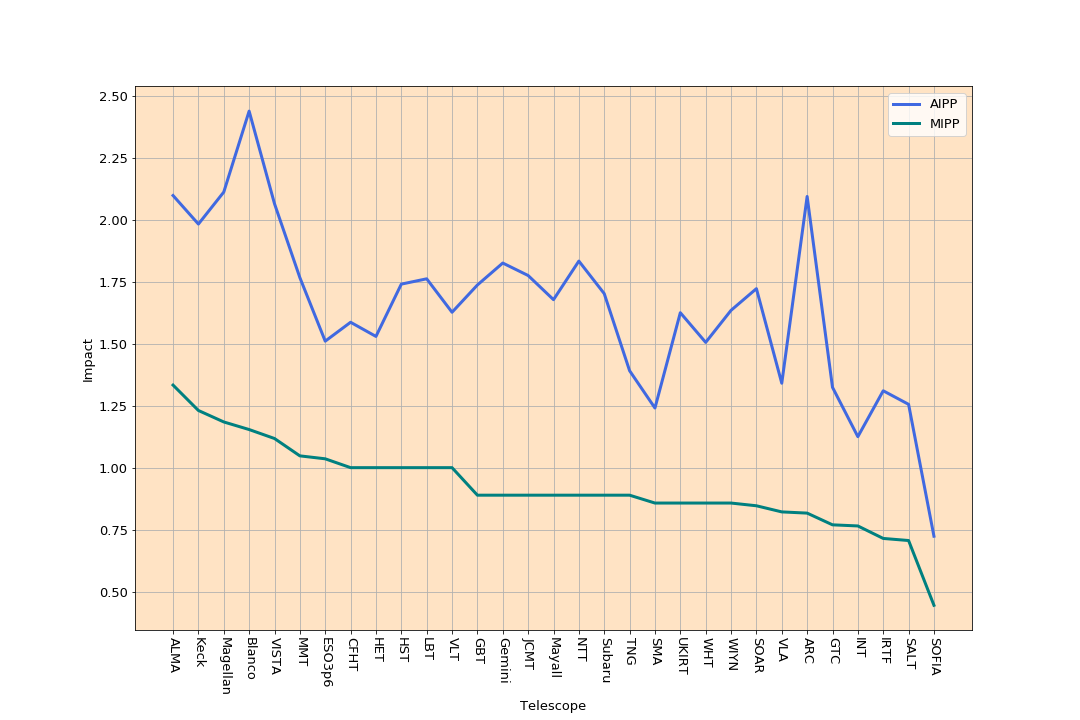 AIPP
MIPP
2.50
2.25
2.00
1.75
1.50
1.25
1.00
0.75
0.50
Impact
ALMA
Keck
Magellan
Blanco
VISTA
MMT
ESO3p6
CFHT
HET
HST
LBT
VLT
GBT
Gemini
JCMT
Mayall
NTT
Subaru
TNG
SMA
UKIRT
WHT
WIYN
SOAR
VLA
ARC
GTC
INT
IRTF
SALT
SOFIA
Telescope